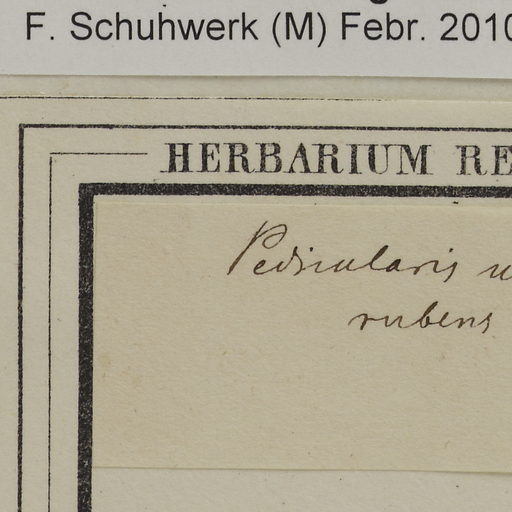 F. Schuhwerk (M) Febr. 2010
HERBARIUM RE
Pedicularis
rubens